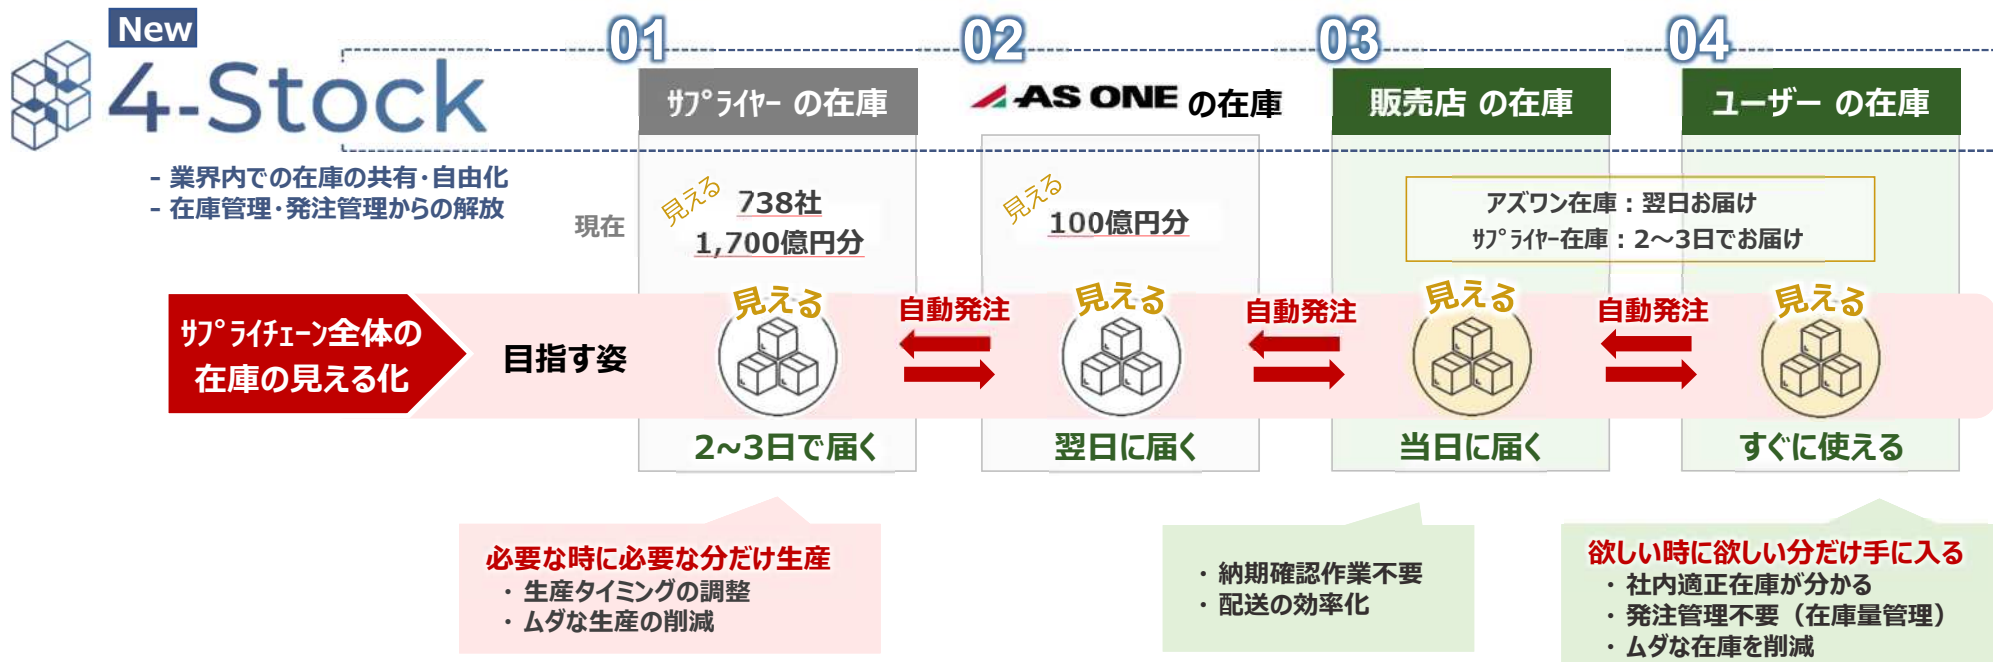 New
4-Stock
- 業界内での在庫の共有・自由化
- 在庫管理・発注管理からの解放
01
02
03
04
ｻﾌﾟﾗｲﾔｰ の在庫
AS ONE の在庫
販売店 の在庫
ユーザー の在庫
現在
見える
738社
1,700億円分
見える
100億円分
アズワン在庫：翌日お届け
ｻﾌﾟﾗｲﾔｰ在庫：2～3日でお届け
ｻﾌﾟﾗｲﾁｪｰﾝ全体の
在庫の見える化
目指す姿
見える
自動発注
見える
自動発注
見える
自動発注
見える
2~3日で届く
翌日に届く
当日に届く
すぐに使える
必要な時に必要な分だけ生産
・生産タイミングの調整
・ムダな生産の削減
・納期確認作業不要
・配送の効率化
欲しい時に欲しい分だけ手に入る
・社内適正在庫が分かる
・発注管理不要（在庫量管理）
・ムダな在庫を削減